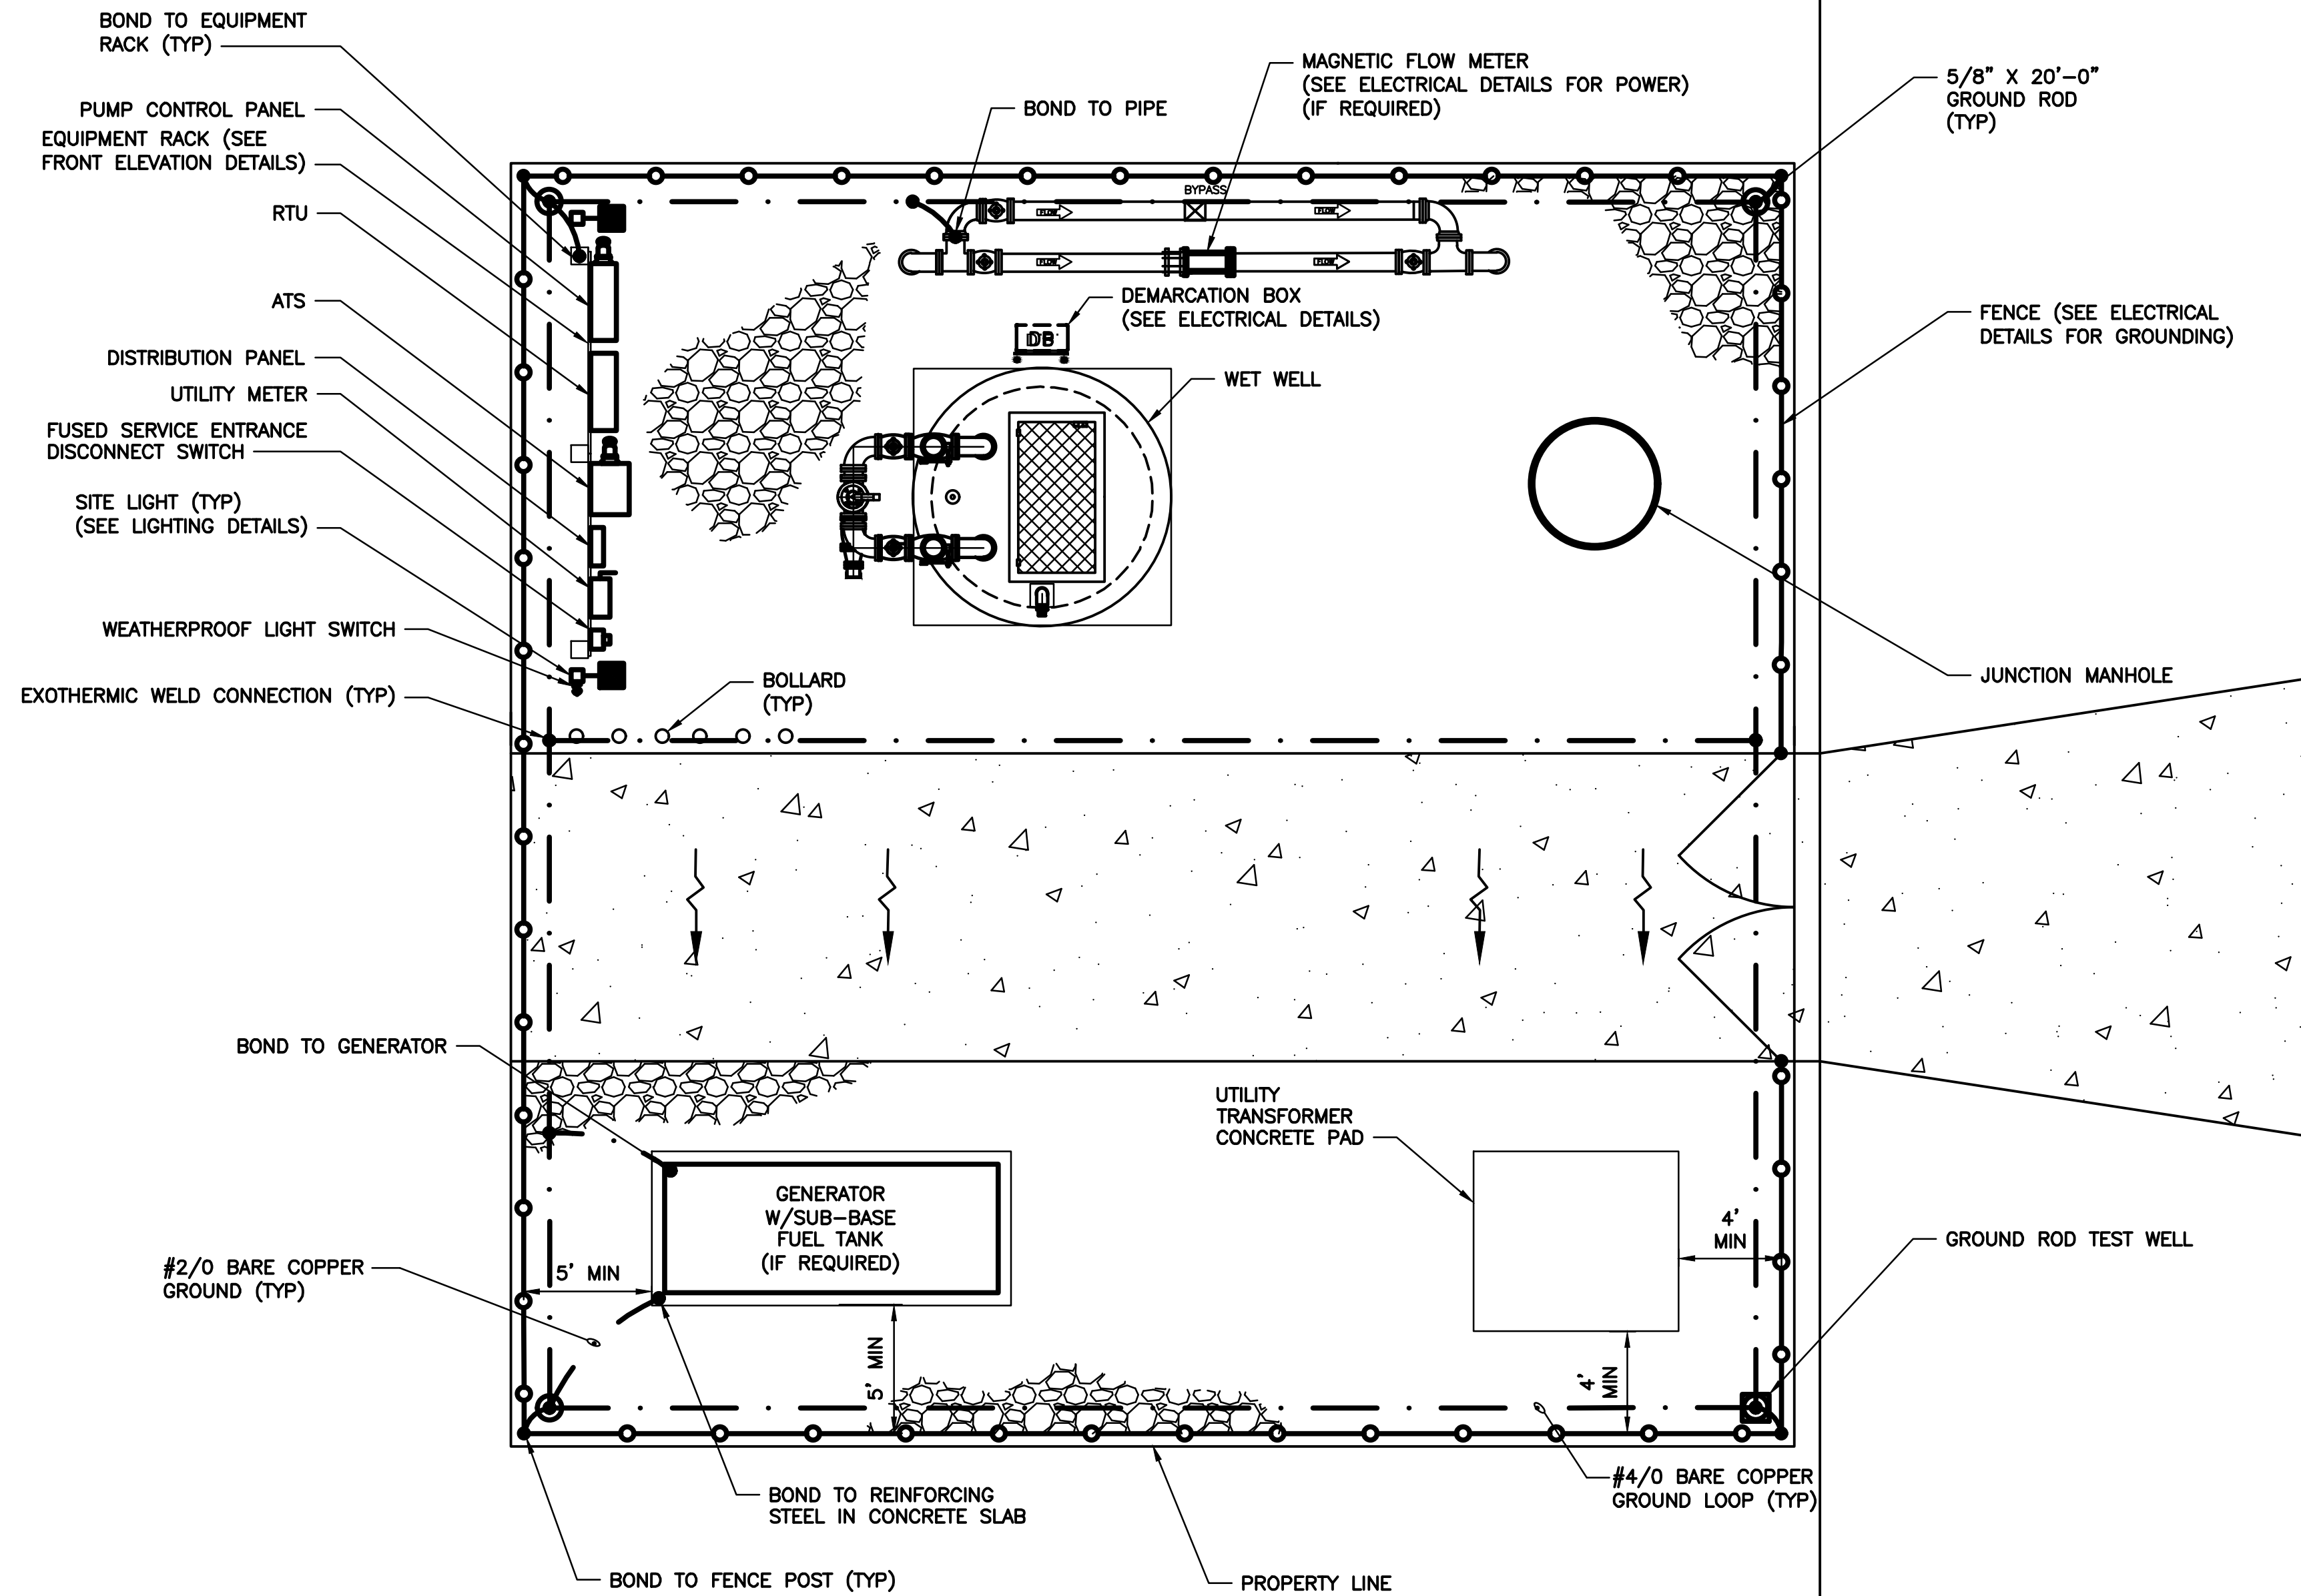 BOND TO EQUIPMENT
RACK (TYP)
PUMP CONTROL PANEL
EQUIPMENT RACK (SEE
FRONT ELEVATION DETAILS)
RTU
ATS
DISTRIBUTION PANEL
UTILITY METER
FUSED SERVICE ENTRANCE
DISCONNECT SWITCH
SITE LIGHT (TYP)
(SEE LIGHTING DETAILS)
WEATHERPROOF LIGHT SWITCH
EXOTHERMIC WELD CONNECTION (TYP)
BOND TO GENERATOR
#2/0 BARE COPPER
GROUND (TYP)
BOND TO PIPE
MAGNETIC FLOW METER
(SEE ELECTRICAL DETAILS FOR POWER)
(IF REQUIRED)
5/8" X 20'-0"
GROUND ROD
(TYP)
BYPASS
FLOW
FLOW
FLOW
FLOW
DEMARCATION BOX
(SEE ELECTRICAL DETAILS)
DB
WET WELL
FENCE (SEE ELECTRICAL
DETAILS FOR GROUNDING)
JUNCTION MANHOLE
BOLLARD
(TYP)
UTILITY
TRANSFORMER
CONCRETE PAD
GENERATOR
W/SUB-BASE
FUEL TANK
(IF REQUIRED)
5' MIN
5' MIN
4'
MIN
4'
MIN
GROUND ROD TEST WELL
#4/0 BARE COPPER
GROUND LOOP (TYP)
BOND TO REINFORCING
STEEL IN CONCRETE SLAB
BOND TO FENCE POST (TYP)
PROPERTY LINE